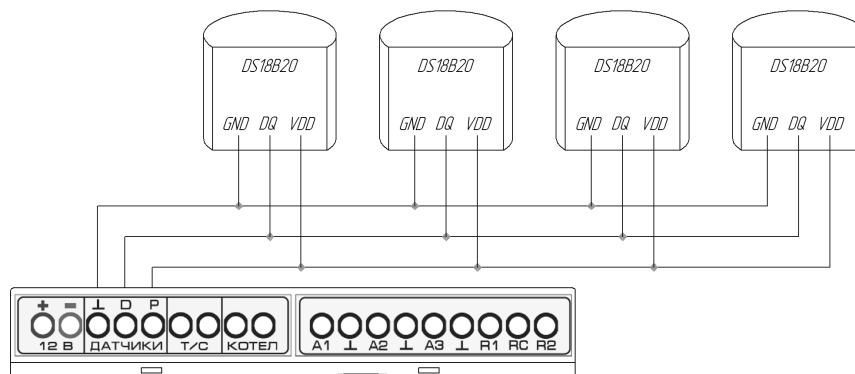 DS18B20 DS18B20 DS18B20 DS18B20
GND DQ VDD GND DQ VDD GND DQ VDD GND DQ VDD
+ - ⊥ D P
12 В ДАТЧИКИ Т/С КОТЕЛ A1 ⊥ A2 ⊥ A3 ⊥ R1 RC R2